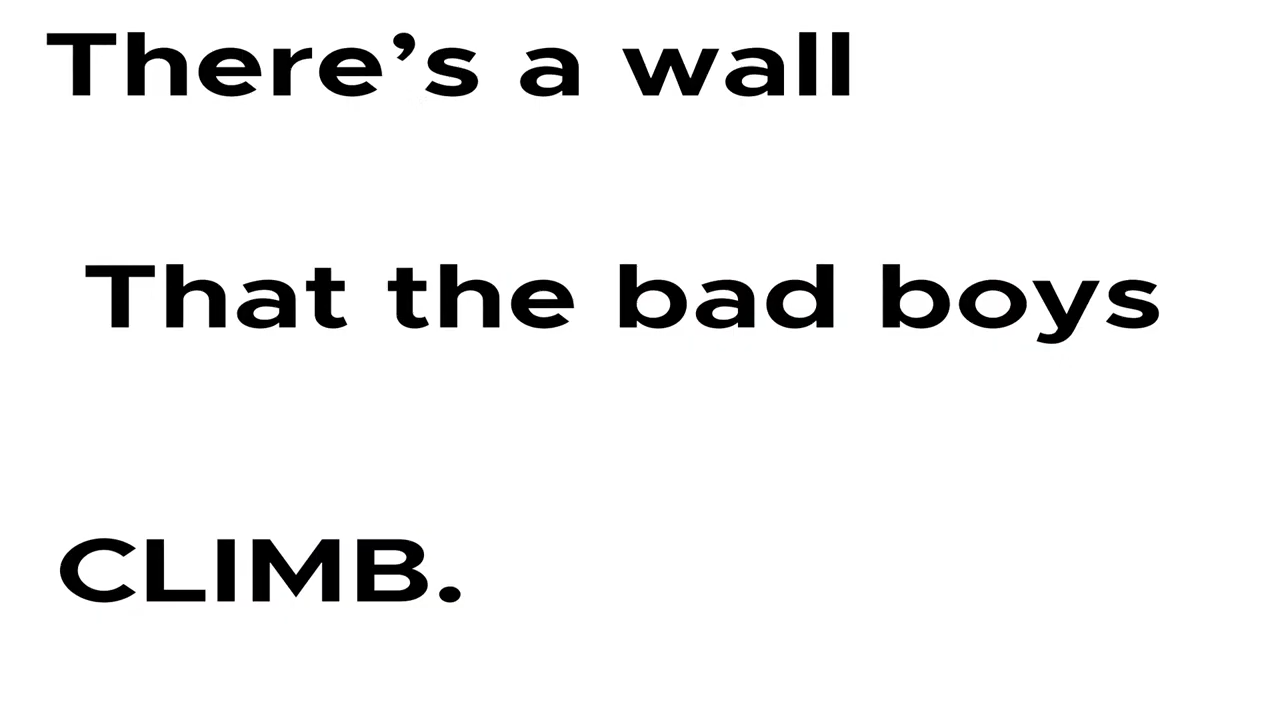 There’s a wall
That the bad boys
CLIMB.